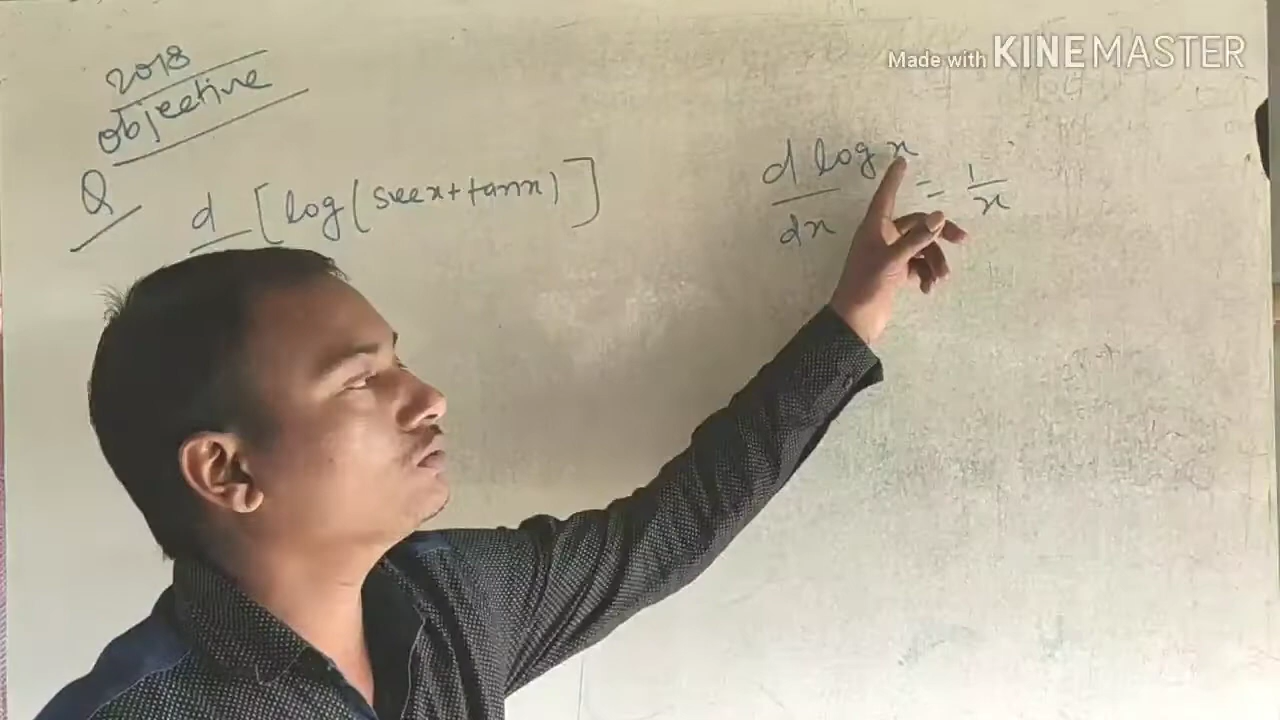 2018
objective
Q d [log(secx+tanx)]
d log x = 1/x
dx
Made with KINEMASTER